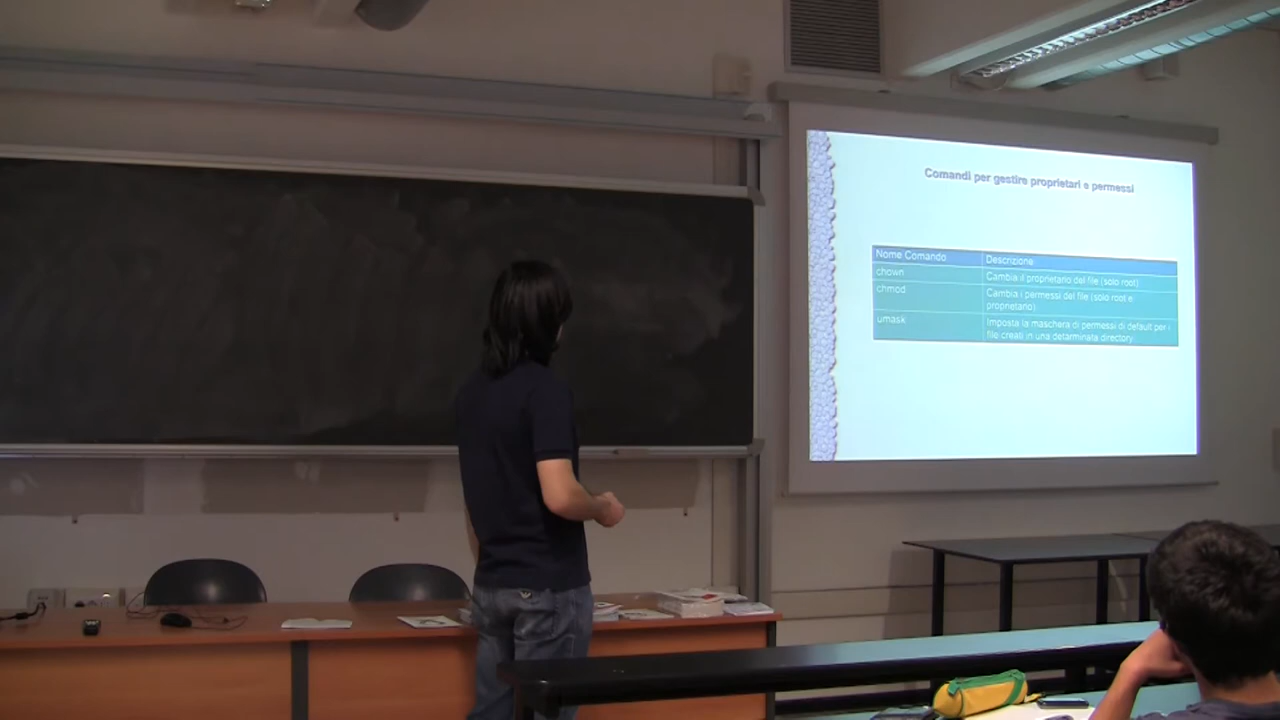 Comandi per gestire proprietari e permessi
Nome Comando Descrizione
chown Cambia il proprietario del file (solo root)
chmod Cambia i permessi del file (solo root e
proprietario)
umask Imposta la maschera di permessi di default per i
file creati in una determinata directory